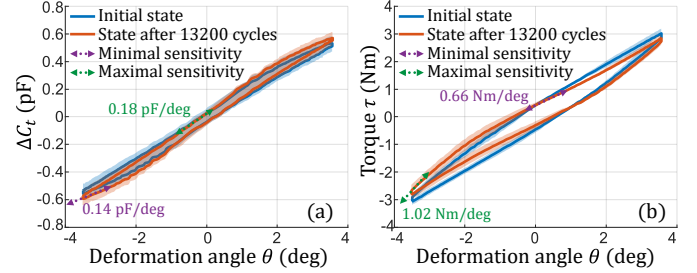 Initial state
State after 13200 cycles
Minimal sensitivity
Maximal sensitivity
0.8
0.6
0.4
0.2
0
-0.2
-0.4
-0.6
-0.8
ΔC_t (pF)
0.18 pF/deg
0.14 pF/deg
(a)
-4 -2 0 2 4
Deformation angle θ (deg)
Initial state
State after 13200 cycles
Minimal sensitivity
Maximal sensitivity
4
3
2
1
0
-1
-2
-3
-4
Torque τ (Nm)
0.66 Nm/deg
1.02 Nm/deg
(b)
-4 -2 0 2 4
Deformation angle θ (deg)